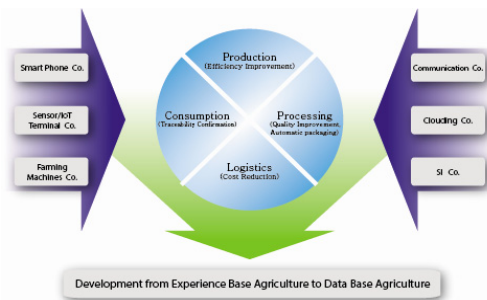 Smart Phone Co.
Sensor/IoT
Terminal Co.
Farming
Machines Co.
Production
(Efficiency Improvement)
Consumption
(Traceability Confirmation)
Processing
(Quality Improvement,
Automatic packaging)
Logistics
(Cost Reduction)
Communication Co.
Clouding Co.
SI Co.
Development from Experience Base Agriculture to Data Base Agriculture